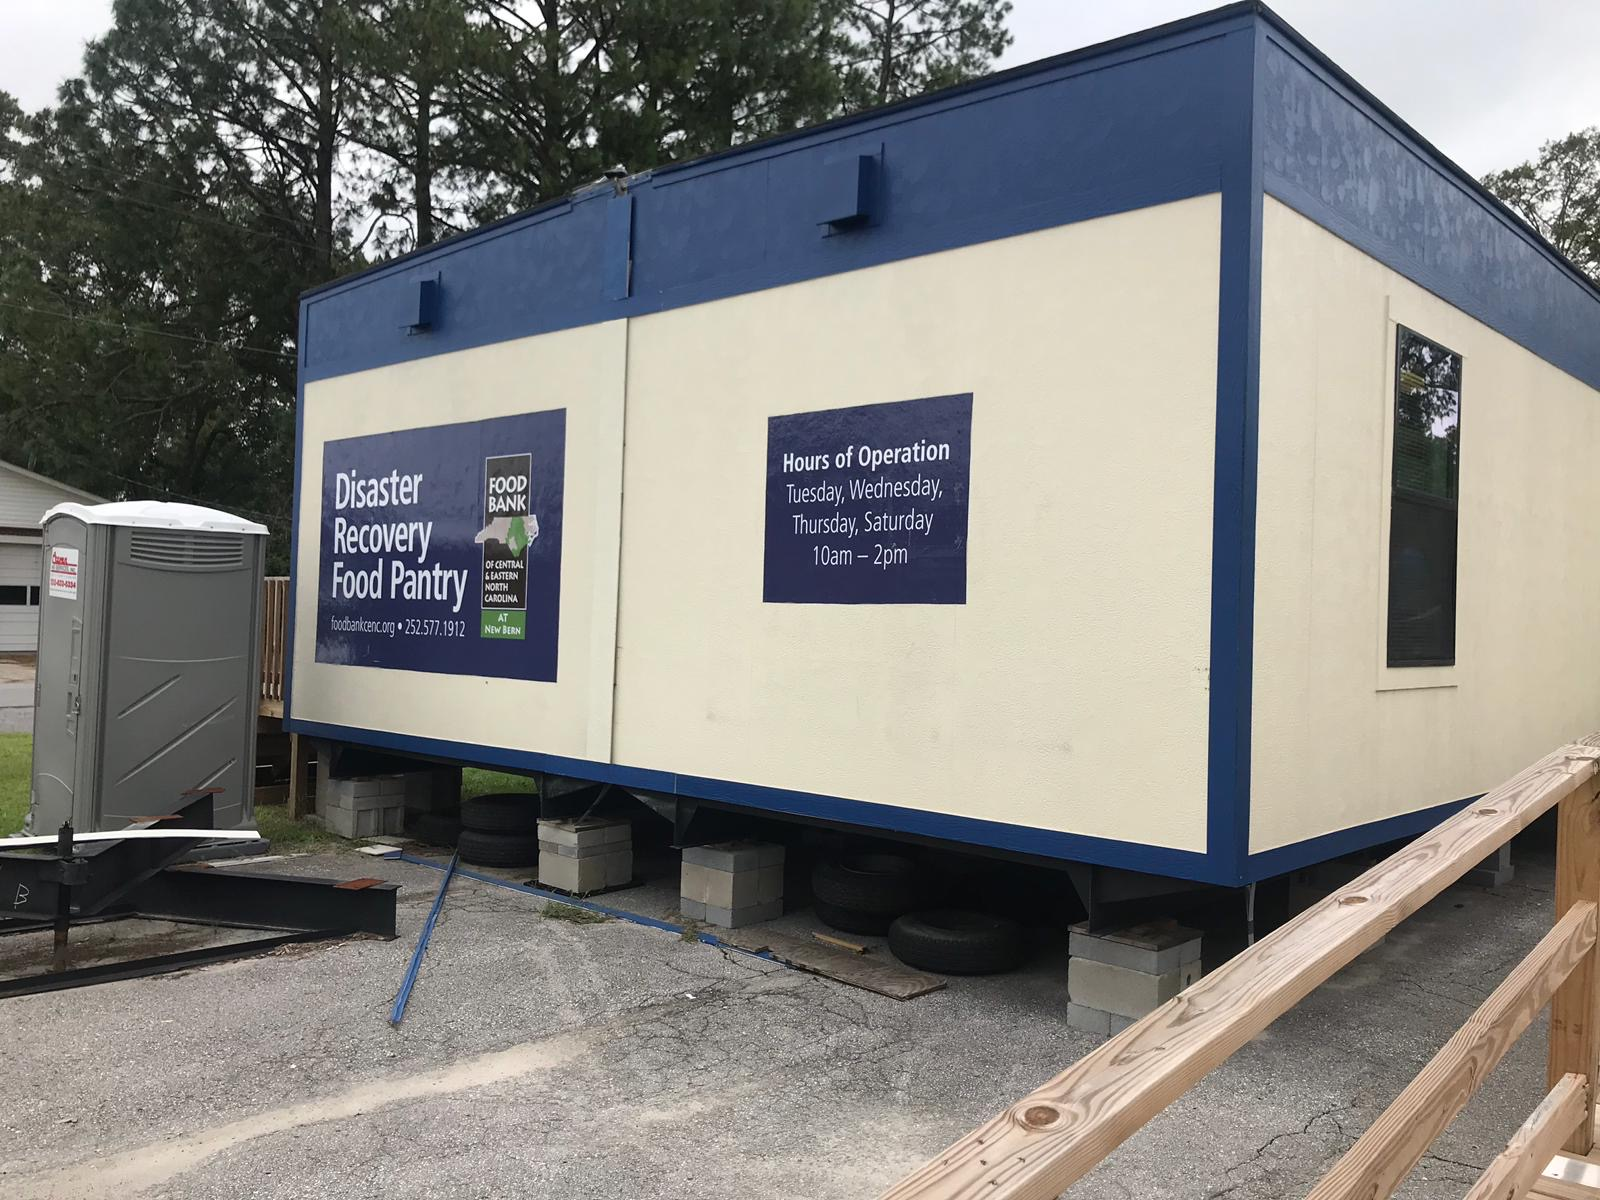 Disaster
Recovery
Food Pantry
foodbankcenc.org • 252.577.1912
FOOD
BANK
OF CENTRAL
& EASTERN
NORTH
CAROLINA
AT
NEW BERN
Hours of Operation
Tuesday, Wednesday,
Thursday, Saturday
10am – 2pm
B